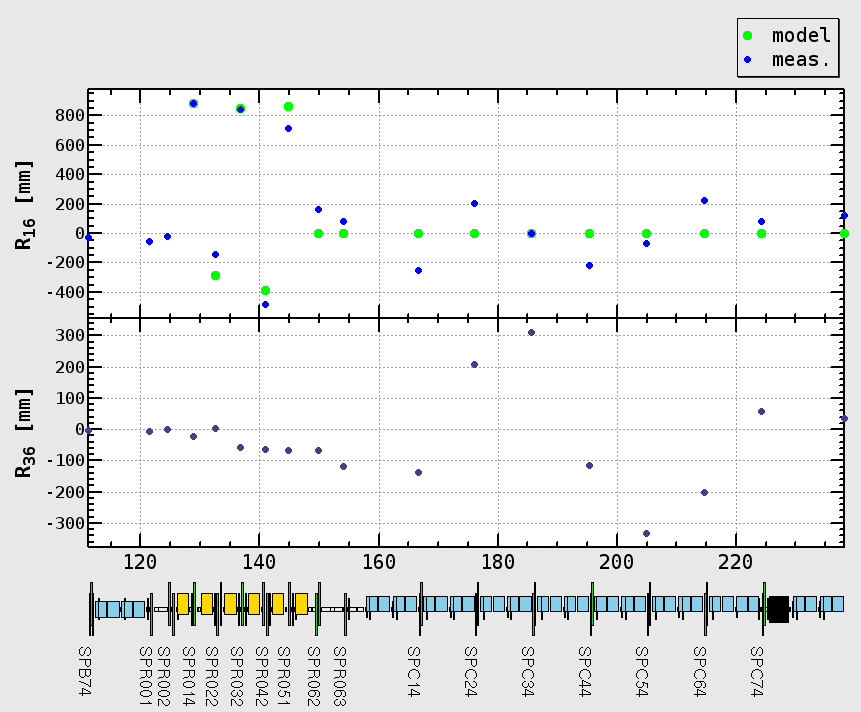 model
meas.
R16 [mm]
800
600
400
200
0
-200
-400
R36 [mm]
300
200
100
0
-100
-200
-300
120 140 160 180 200 220
SPB74 SPR001 SPR002 SPR014 SPR022 SPR032 SPR042 SPR051 SPR062 SPR063 SPC14 SPC24 SPC34 SPC44 SPC54 SPC64 SPC74